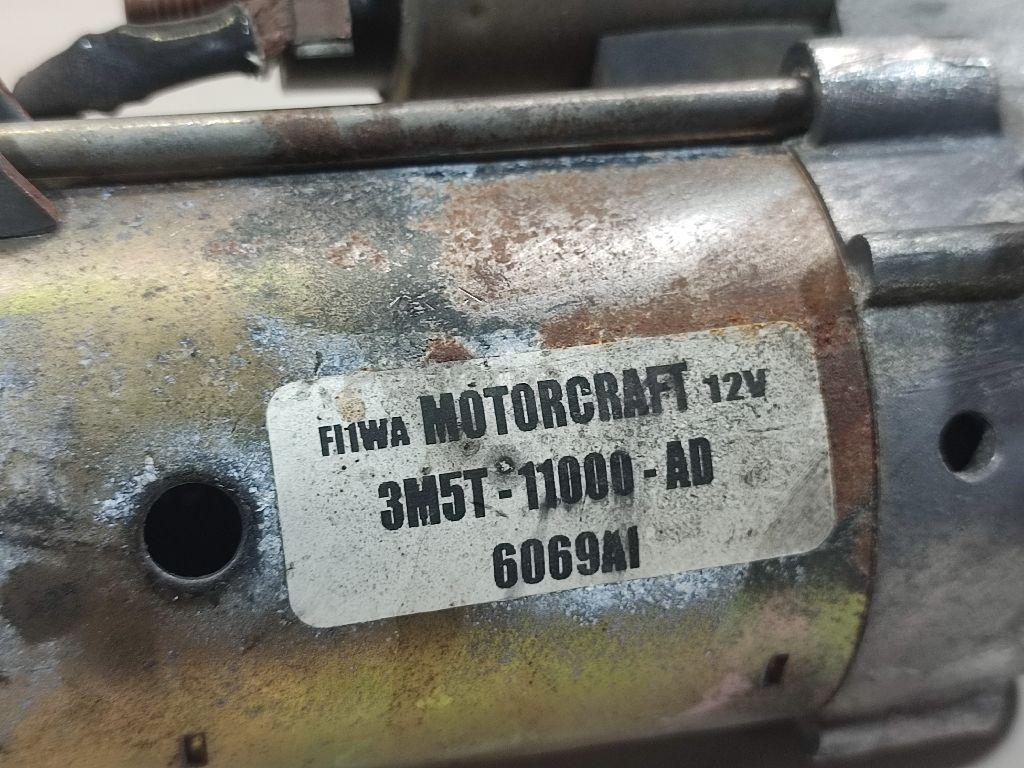 FI1WA MOTORCRAFT 12V
3M5T-11000-AD
6069AI